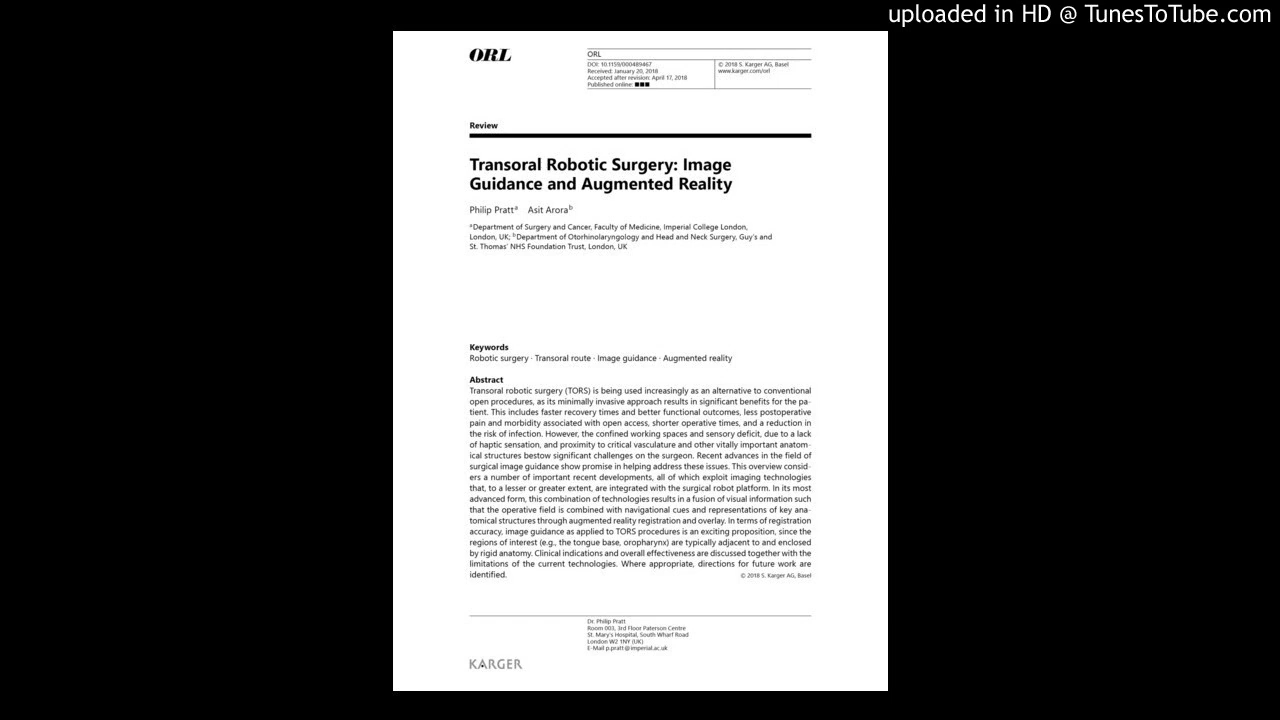 uploaded in HD @ TunesToTube.com
ORL
ORL
DOI: 10.1159/000489467
Received: January 20, 2018
Accepted after revision: April 17, 2018
Published online: ■■■
© 2018 S. Karger AG, Basel
www.karger.com/orl
Review
Transoral Robotic Surgery: Image
Guidance and Augmented Reality
Philip Prattᵃ Asit Aroraᵇ
ᵃDepartment of Surgery and Cancer, Faculty of Medicine, Imperial College London,
London, UK; ᵇDepartment of Otorhinolaryngology and Head and Neck Surgery, Guy's and
St. Thomas' NHS Foundation Trust, London, UK
Keywords
Robotic surgery · Transoral route · Image guidance · Augmented reality
Abstract
Transoral robotic surgery (TORS) is being used increasingly as an alternative to conventional
open procedures, as its minimally invasive approach results in significant benefits for the pa-
tient. This includes faster recovery times and better functional outcomes, less postoperative
pain and morbidity associated with open access, shorter operative times, and a reduction in
the risk of infection. However, the confined working spaces and sensory deficit, due to a lack
of haptic sensation, and proximity to critical vasculature and other vitally important anatom-
ical structures bestow significant challenges on the surgeon. Recent advances in the field of
surgical image guidance show promise in helping address these issues. This overview consid-
ers a number of important recent developments, all of which exploit imaging technologies
that, to a lesser or greater extent, are integrated with the surgical robot platform. In its most
advanced form, this combination of technologies results in a fusion of visual information such
that the operative field is combined with navigational cues and representations of key ana-
tomical structures through augmented reality registration and overlay. In terms of registration
accuracy, image guidance as applied to TORS procedures is an exciting proposition, since the
regions of interest (e.g., the tongue base, oropharynx) are typically adjacent to and enclosed
by rigid anatomy. Clinical indications and overall effectiveness are discussed together with the
limitations of the current technologies. Where appropriate, directions for future work are
identified.
© 2018 S. Karger AG, Basel
Dr. Philip Pratt
Room 003, 3rd Floor Paterson Centre
St. Mary's Hospital, South Wharf Road
London W2 1NY (UK)
E-Mail p.pratt@imperial.ac.uk
KARGER